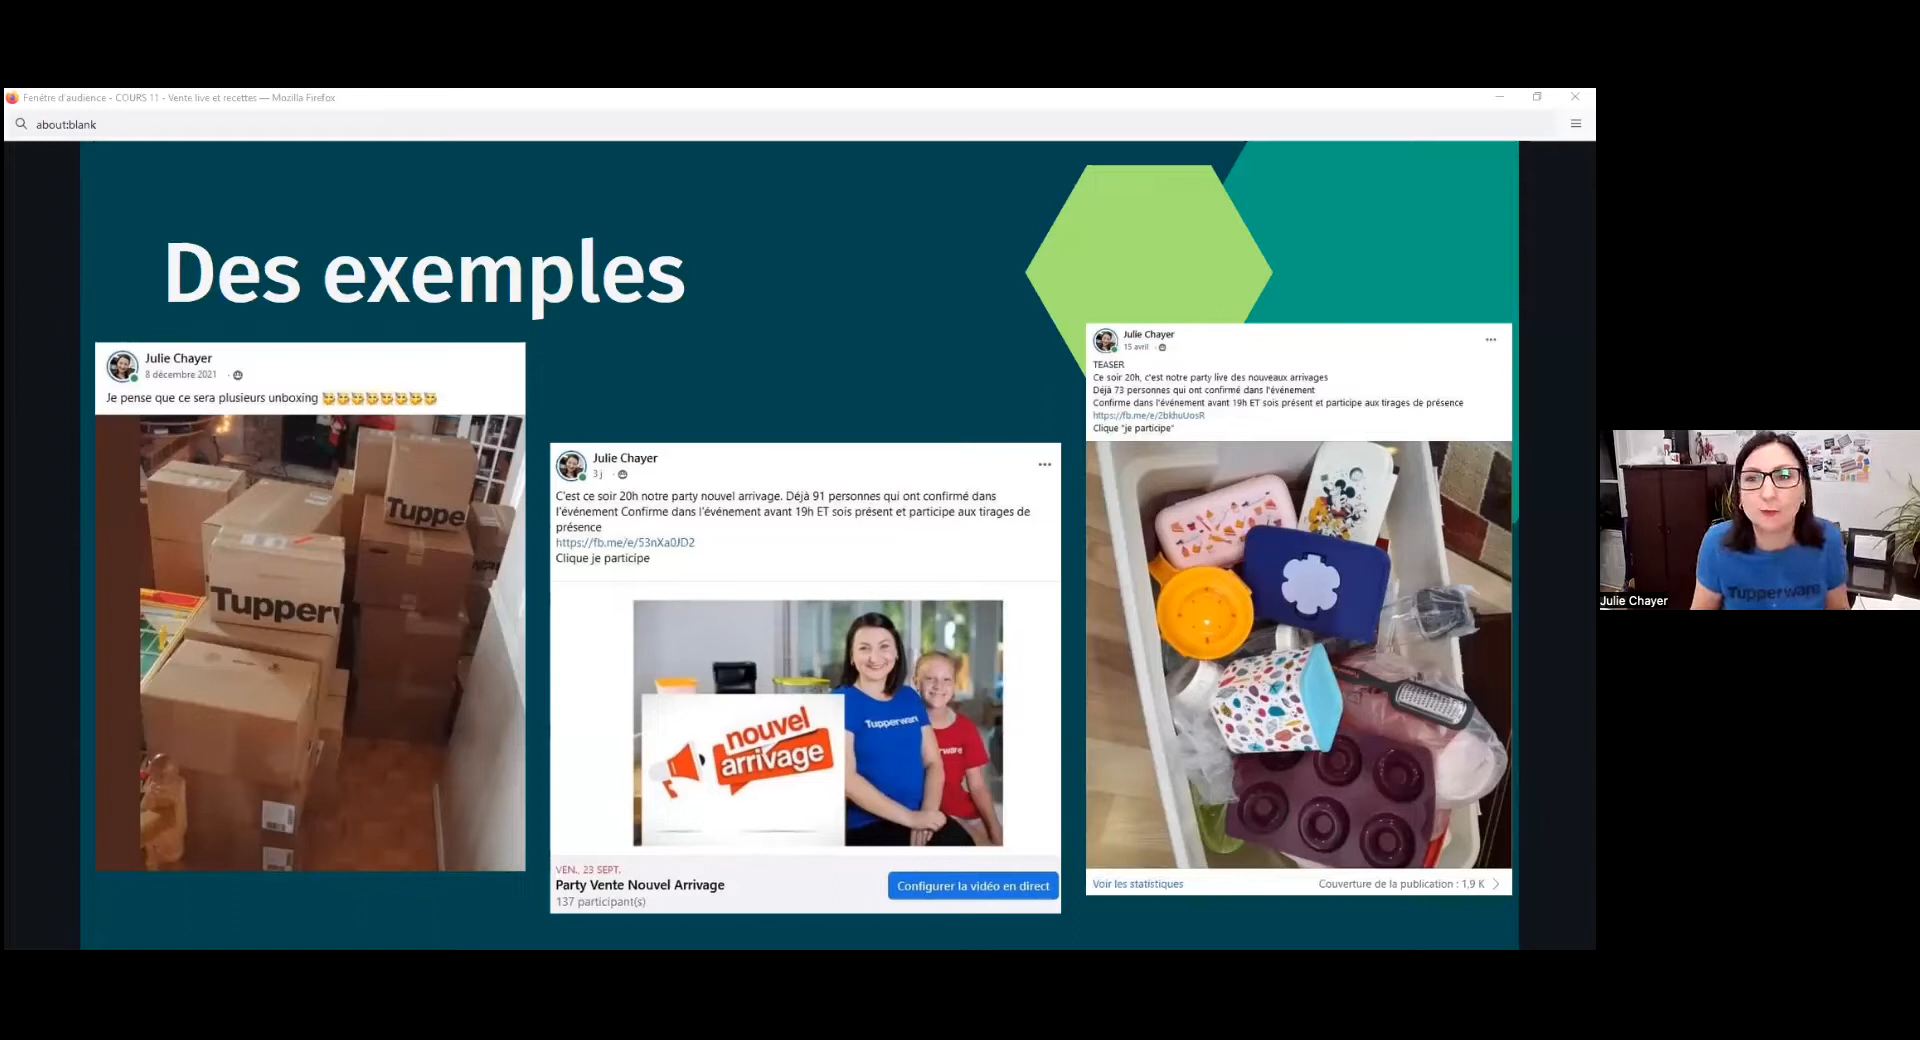 Fenêtre d'audience - COURS 11 - Vente live et recettes — Mozilla Firefox
about:blank
Des exemples
Julie Chayer
8 décembre 2021
Je pense que ce sera plusieurs unboxing 🥳🥳🥳🥳🥳🥳🥳🥳
Tuppe
Tupperw
Julie Chayer
3 j
C'est ce soir 20h notre party nouvel arrivage. Déjà 91 personnes qui ont confirmé dans
l'événement Confirme dans l'événement avant 19h ET sois présent et participe aux tirages de
présence
https://fb.me/e/53nXa0JD2
Clique je participe
nouvel
arrivage
Tupperware
ware
VEN., 23 SEPT.
Party Vente Nouvel Arrivage
137 participant(s)
Configurer la vidéo en direct
Julie Chayer
15 avril
TEASER
Ce soir 20h, c'est notre party live des nouveaux arrivages
Déjà 73 personnes qui ont confirmé dans l'événement
Confirme dans l'événement avant 19h ET sois présent et participe aux tirages de présence
https://fb.me/e/2bkhuUosR
Clique "je participe"
Voir les statistiques
Couverture de la publication : 1,9 K
Tupperware
Julie Chayer